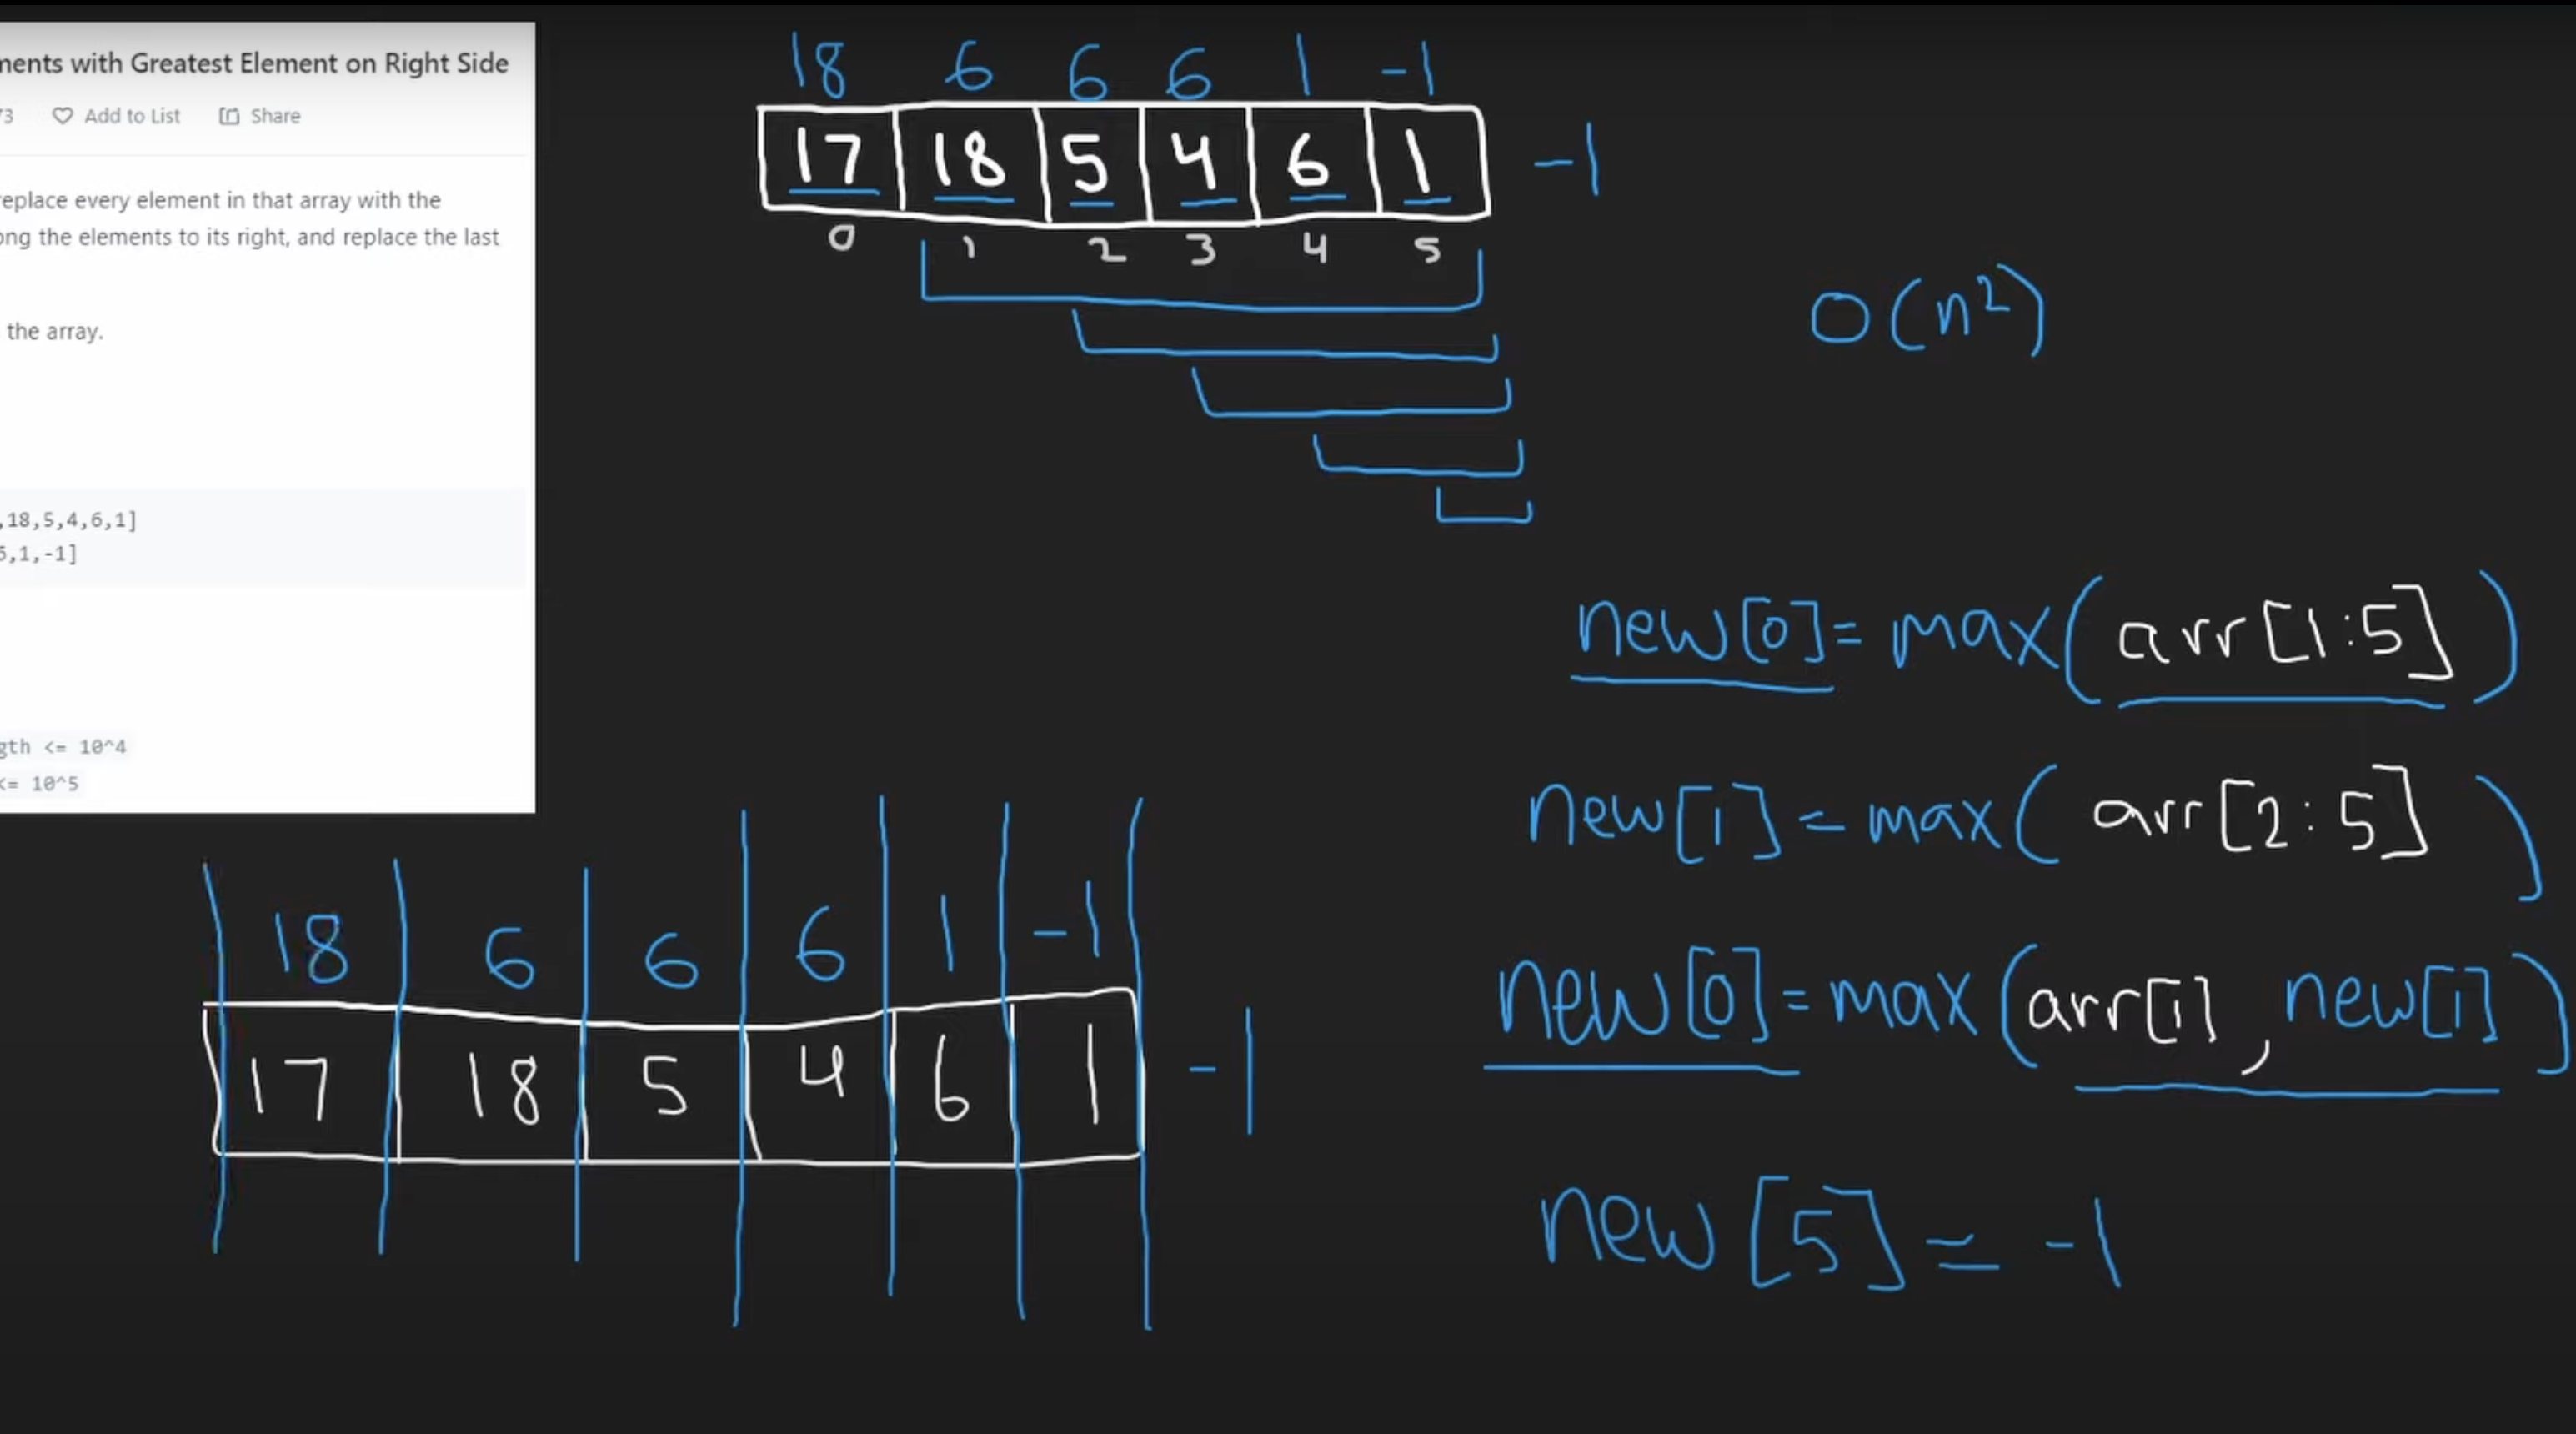 ments with Greatest Element on Right Side
73 Add to List Share
replace every element in that array with the
ong the elements to its right, and replace the last
the array.
,18,5,4,6,1]
6,1,-1]
gth <= 10^4
<= 10^5
18 6 6 6 1 -1
17 18 5 4 6 1 -1
0 1 2 3 4 5
O(n²)
new[0]=max(arr[1:5])
new[1]=max(arr[2:5])
new[0]=max(arr[1],new[1])
new[5]=-1
18 6 6 6 1 -1
17 18 5 4 6 1 -1